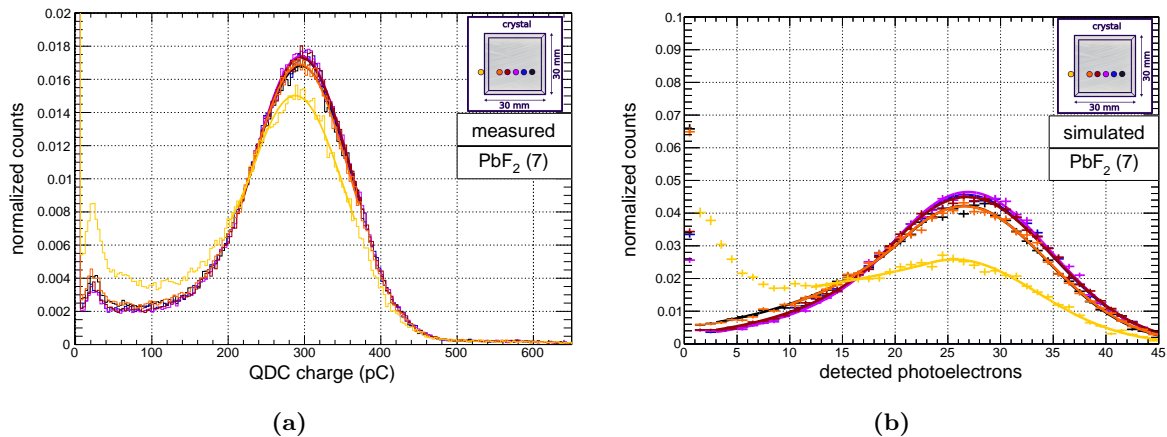 0.02
0.018
0.016
0.014
0.012
0.01
0.008
0.006
0.004
0.002
0
normalized counts
crystal
30 mm
30 mm
measured
PbF2 (7)
0 100 200 300 400 500 600
QDC charge (pC)
(a)
0.1
0.09
0.08
0.07
0.06
0.05
0.04
0.03
0.02
0.01
0
normalized counts
crystal
30 mm
30 mm
simulated
PbF2 (7)
0 5 10 15 20 25 30 35 40 45
detected photoelectrons
(b)